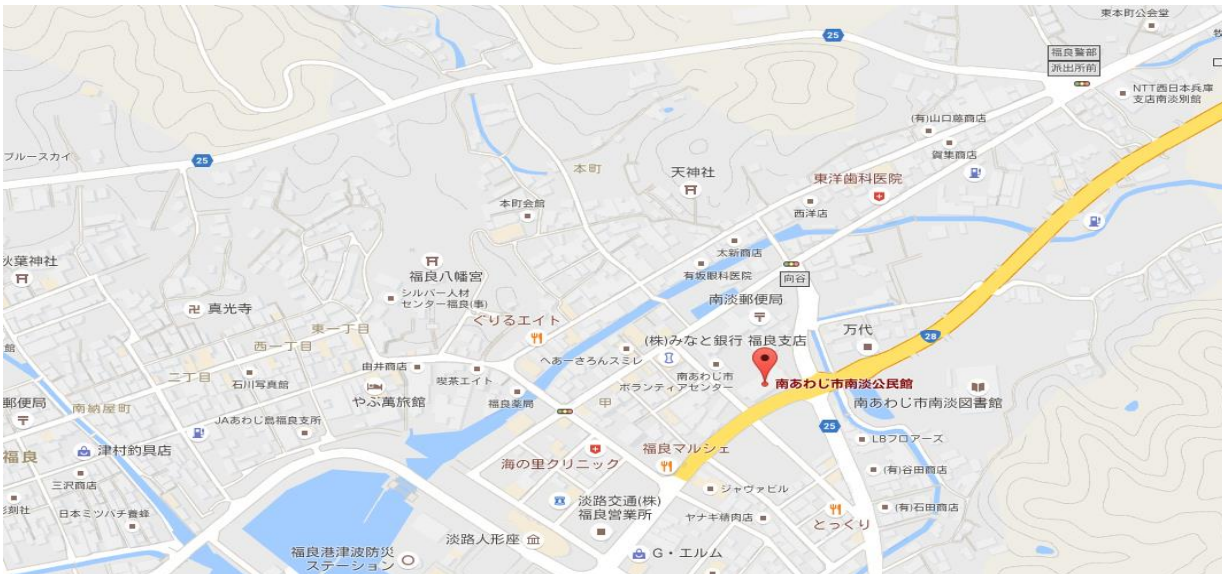 東本町公会堂
25
福良警部
派出所前
NTT西日本兵庫
支店南淡別館
(有)山口藤商店
賀集商店
ブルースカイ
25
本町
天神社
東洋歯科医院
本町会館
西洋店
太新商店
火葉神社
福良八幡宮
有坂眼科医院
向谷
シルバー人材
センター福良(事)
南淡郵便局
真光寺
ぐりるエイト
東一丁目
(株)みなと銀行 福良支店
万代
28
館
西一丁目
へあーさろんスミレ
二丁目
由井商店
喫茶エイト
南あわじ市
ボランティアセンター
南あわじ市南淡公民館
石川写真館
やぶ萬旅館
福良薬局
甲
南あわじ市南淡図書館
南納屋町
郵便局
JAあわじ島福良支所
25
LBフロアーズ
福良
津村釣具店
海の里クリニック
福良マルシェ
(有)谷田商店
三沢商店
ジャヴァビル
彫刻社
日本ミツバチ養蜂
淡路交通(株)
福良営業所
ヤナギ精肉店
とっくり
(有)石田商店
淡路人形座
福良港津波防災
ステーション
G・エルム